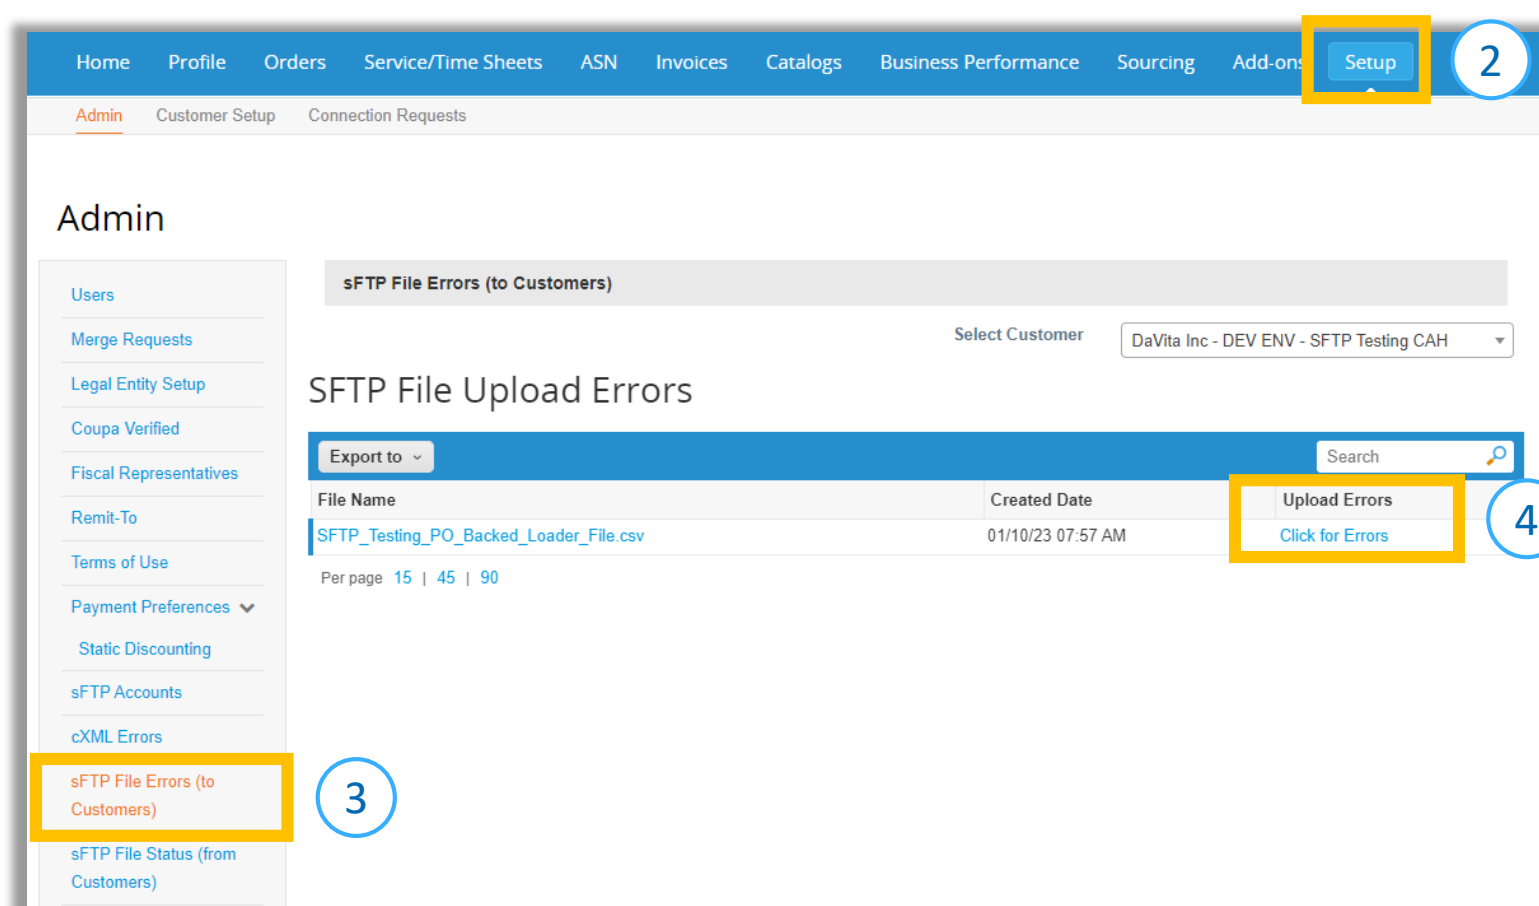 Home Profile Orders Service/Time Sheets ASN Invoices Catalogs Business Performance Sourcing Add-ons Setup 2
Admin Customer Setup Connection Requests
Admin
sFTP File Errors (to Customers)
Select Customer DaVita Inc - DEV ENV - SFTP Testing CAH
SFTP File Upload Errors
Export to Search
File Name Created Date Upload Errors
SFTP_Testing_PO_Backed_Loader_File.csv 01/10/23 07:57 AM Click for Errors
4
Per page 15 | 45 | 90
Users
Merge Requests
Legal Entity Setup
Coupa Verified
Fiscal Representatives
Remit-To
Terms of Use
Payment Preferences
Static Discounting
sFTP Accounts
cXML Errors
sFTP File Errors (to
Customers)
3
sFTP File Status (from
Customers)